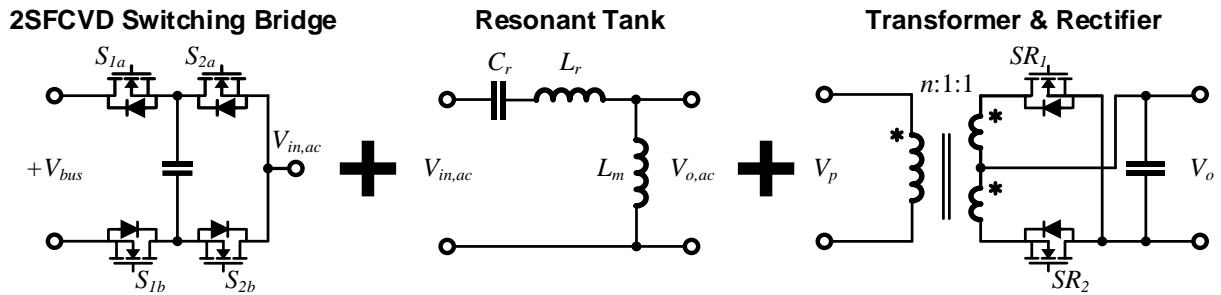 2SFCVD Switching Bridge
Resonant Tank
Transformer & Rectifier
S1a
S2a
+Vbus
Vin,ac
S1b
S2b
Cr
Lr
Vin,ac
Lm
Vo,ac
n:1:1
SR1
*
*
*
Vp
Vo
SR2